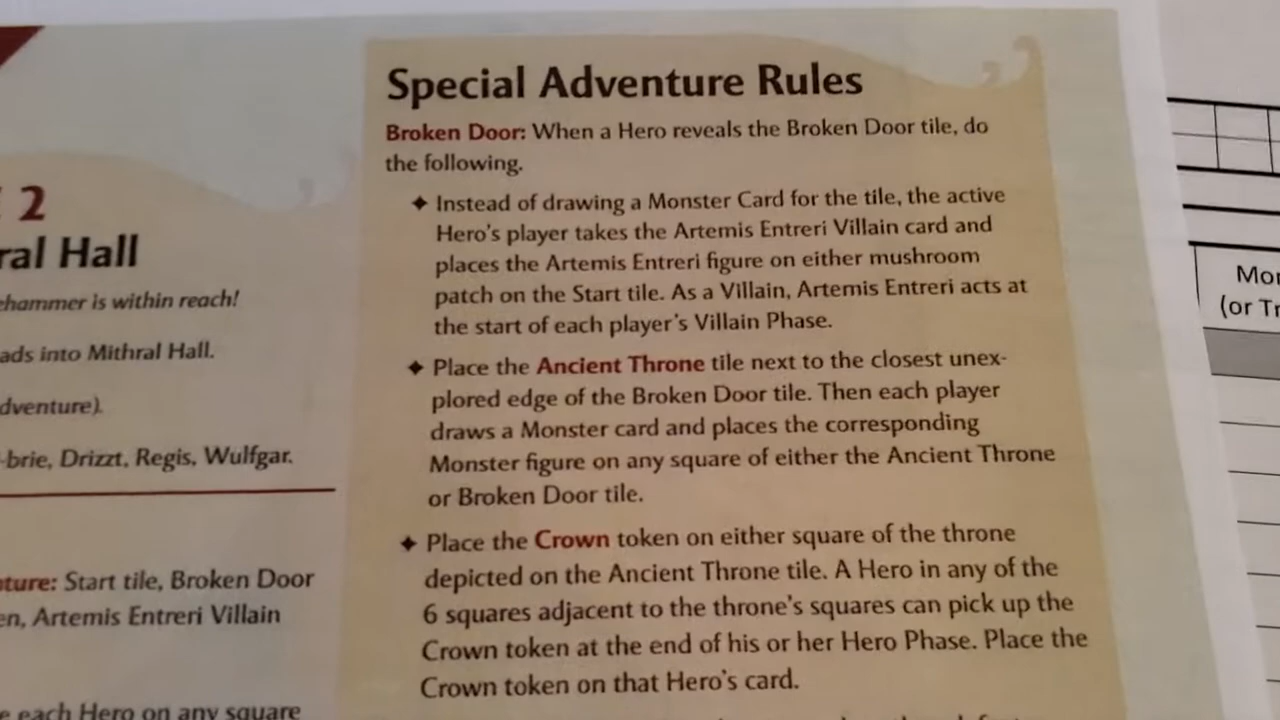 2
ral Hall
ehammer is within reach!
ads into Mithral Hall.
dventure).
-brie, Drizzt, Regis, Wulfgar.
ture: Start tile, Broken Door
en, Artemis Entreri Villain
e each Hero on any square
Special Adventure Rules
Broken Door: When a Hero reveals the Broken Door tile, do
the following.
✦ Instead of drawing a Monster Card for the tile, the active
Hero's player takes the Artemis Entreri Villain card and
places the Artemis Entreri figure on either mushroom
patch on the Start tile. As a Villain, Artemis Entreri acts at
the start of each player's Villain Phase.
✦ Place the Ancient Throne tile next to the closest unex-
plored edge of the Broken Door tile. Then each player
draws a Monster card and places the corresponding
Monster figure on any square of either the Ancient Throne
or Broken Door tile.
✦ Place the Crown token on either square of the throne
depicted on the Ancient Throne tile. A Hero in any of the
6 squares adjacent to the throne's squares can pick up the
Crown token at the end of his or her Hero Phase. Place the
Crown token on that Hero's card.
Mon
(or Tr